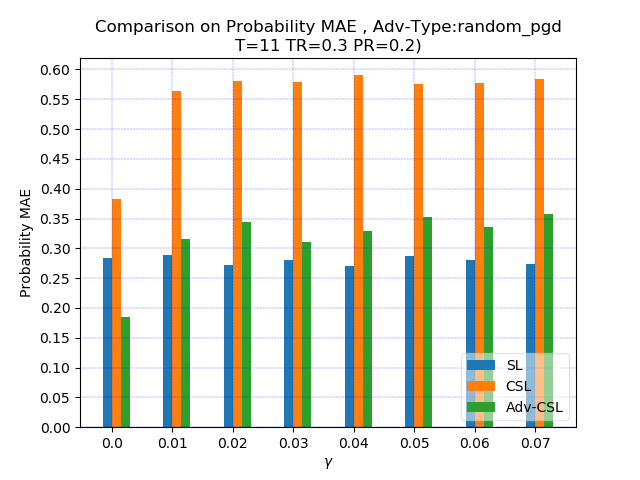 Comparison on Probability MAE , Adv-Type:random_pgd
T=11 TR=0.3 PR=0.2)
0.60
0.55
0.50
0.45
0.40
0.35
0.30
0.25
0.20
0.15
0.10
0.05
0.00
Probability MAE
SL
CSL
Adv-CSL
0.0 0.01 0.02 0.03 0.04 0.05 0.06 0.07
γ